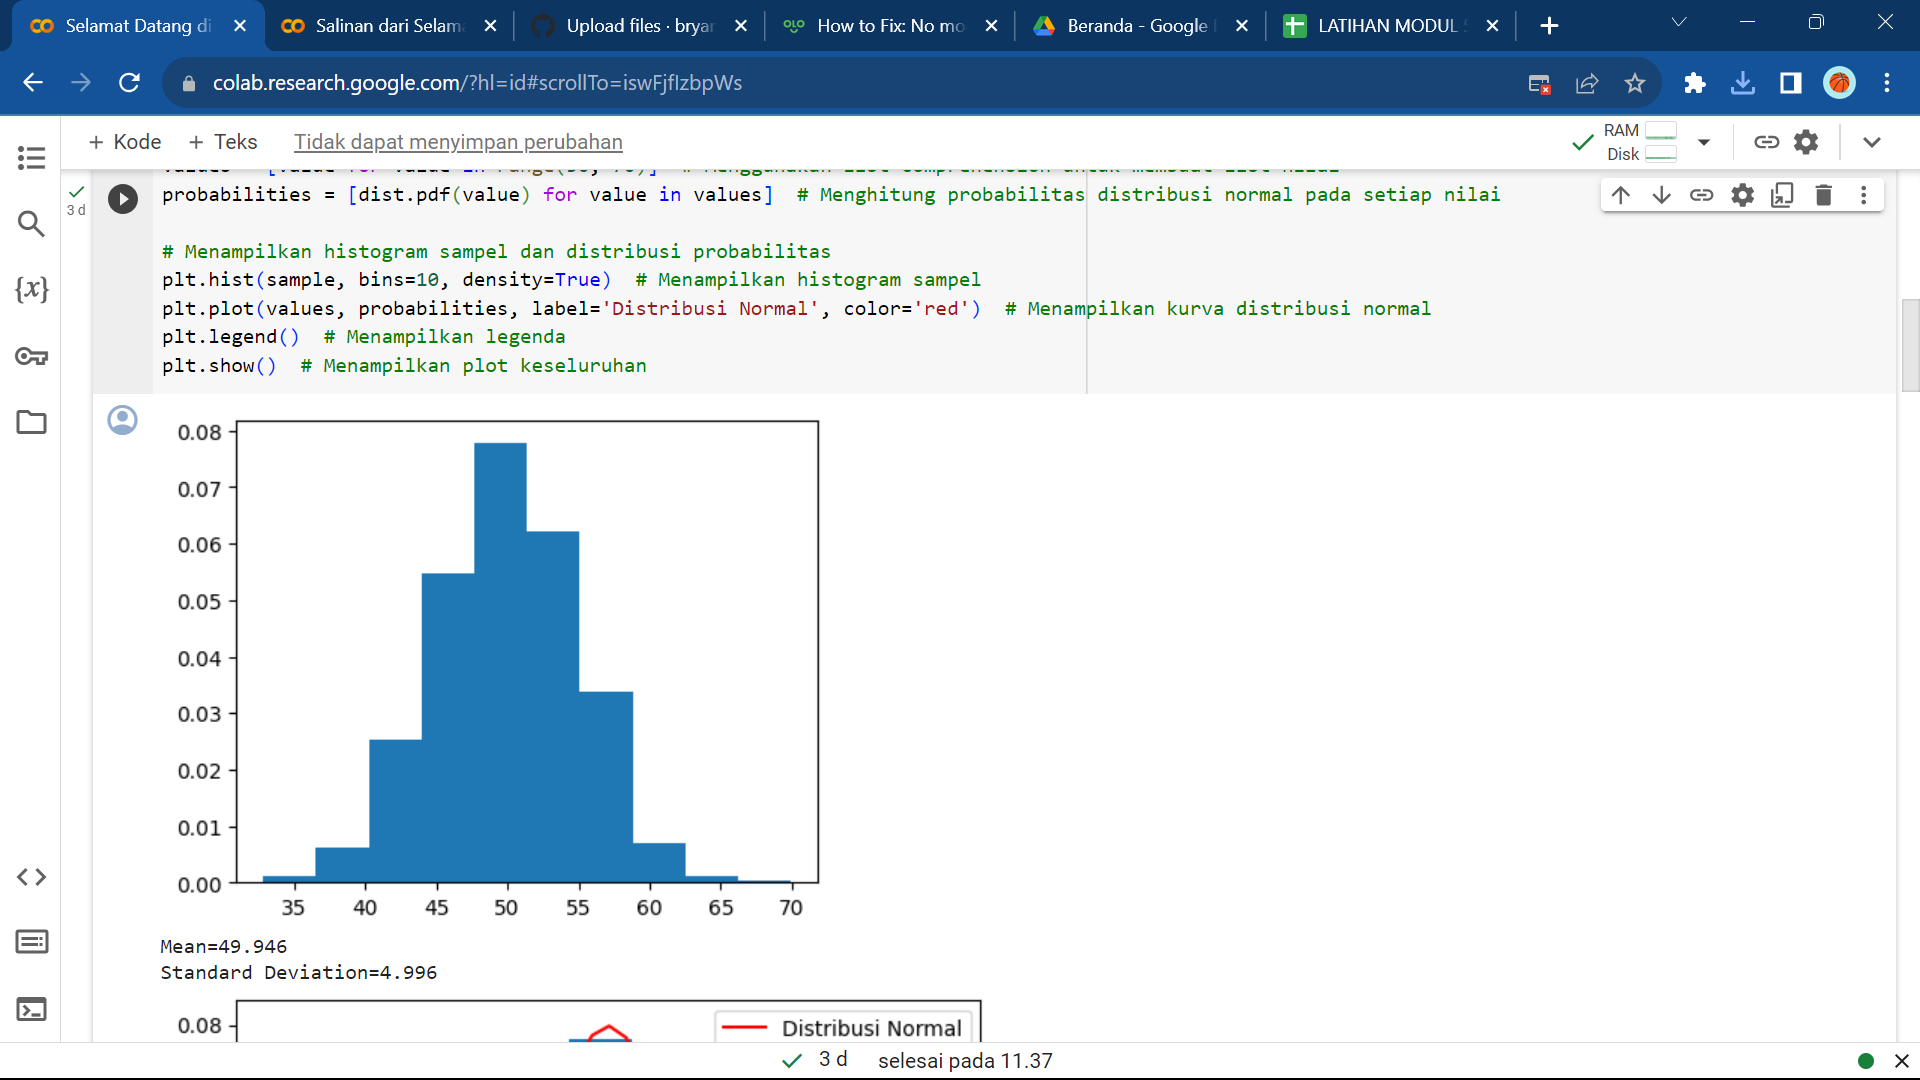 Selamat Datang di
Salinan dari Selam
Upload files · bryar
How to Fix: No mo
Beranda - Google
LATIHAN MODUL
colab.research.google.com/?hl=id#scrollTo=iswFjfIzbpWs
+ Kode + Teks Tidak dapat menyimpan perubahan
RAM
Disk
3 d
probabilities = [dist.pdf(value) for value in values]  # Menghitung probabilitas distribusi normal pada setiap nilai
# Menampilkan histogram sampel dan distribusi probabilitas
plt.hist(sample, bins=10, density=True)  # Menampilkan histogram sampel
plt.plot(values, probabilities, label='Distribusi Normal', color='red')  # Menampilkan kurva distribusi normal
plt.legend()  # Menampilkan legenda
plt.show()  # Menampilkan plot keseluruhan
0.08
0.07
0.06
0.05
0.04
0.03
0.02
0.01
0.00
35 40 45 50 55 60 65 70
Mean=49.946
Standard Deviation=4.996
0.08
Distribusi Normal
3 d selesai pada 11.37